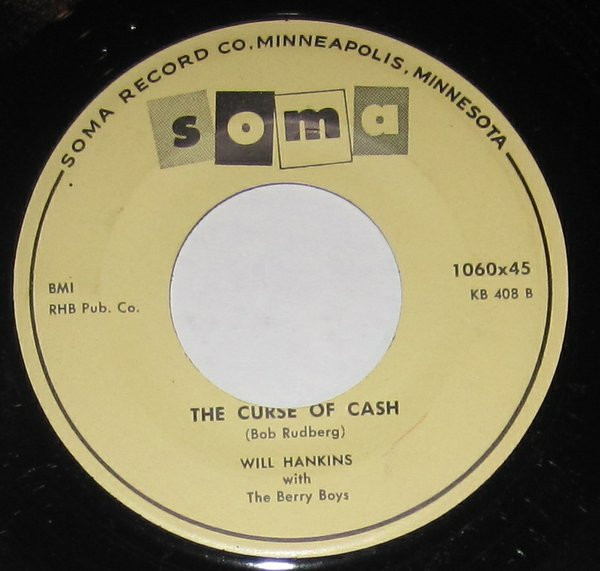 SOMA RECORD CO. MINNEAPOLIS, MINNESOTA
soma
BMI
RHB Pub. Co.
1060x45
KB 408 B
THE CURSE OF CASH
(Bob Rudberg)
WILL HANKINS
with
The Berry Boys